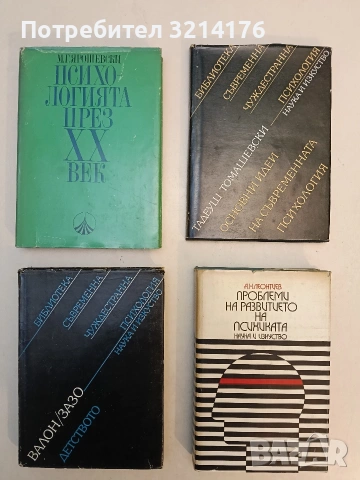 Потребител 3214176
М. Г. ЯРОШЕВСКИ
ПСИХО
ЛОГИЯТА
ПРЕЗ
XX
ВЕК
БИБЛИОТЕКА
СЪВРЕМЕННА
ЧУЖДЕСТРАННА
ПСИХОЛОГИЯ
НАУКА И ИЗКУСТВО
ТАДЕУШ ТОМАШЕВСКИ
ОСНОВНИ ИДЕИ
НА СЪВРЕМЕННАТА
ПСИХОЛОГИЯ
БИБЛИОТЕКА
СЪВРЕМЕННА
ЧУЖДЕСТРАННА
ПСИХОЛОГИЯ
НАУКА И ИЗКУСТВО
ВАЛОН/ЗАЗО
ДЕТСТВОТО
А.Н.ЛЕОНТИЕВ
ПРОБЛЕМИ
НА РАЗВИТИЕТО
НА
ПСИХИКАТА
НАУКА И ИЗКУСТВО
BAZAR
bg